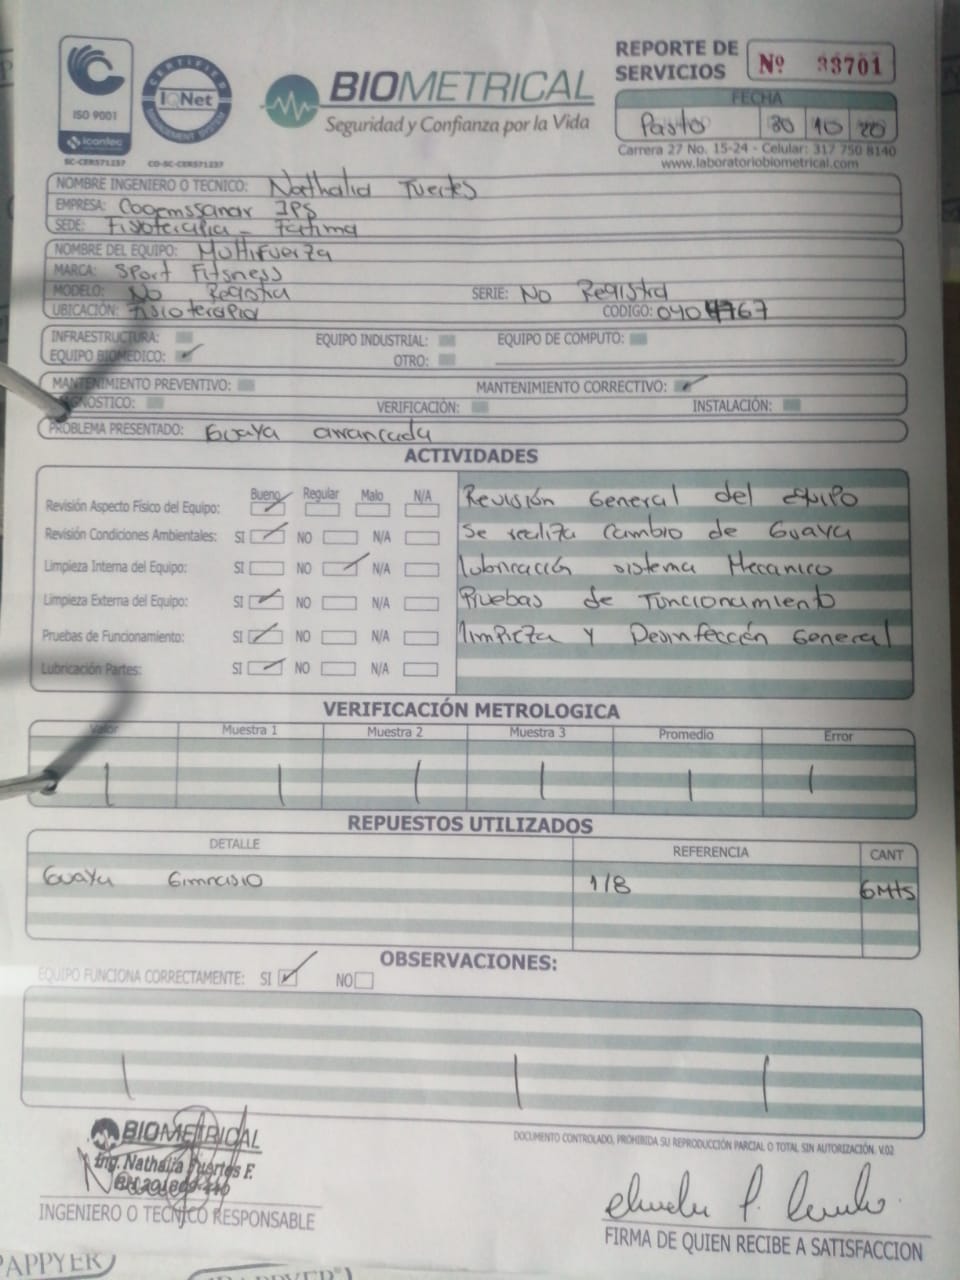 REPORTE DE SERVICIOS Nº 33701
ISO 9001
icontec
SC-CER571237
CERTIFIED MANAGEMENT SYSTEM
IQNet
CO-SC-CER571237
BIOMETRICAL
Seguridad y Confianza por la Vida
FECHA
Pasto 30 10 20
Carrera 27 No. 15-24 - Celular: 317 750 8140
www.laboratoriobiometrical.com
NOMBRE INGENIERO O TECNICO: Nathalia Fuertes
EMPRESA: Cooemssanar IPS
SEDE: Fisioterapia - Fatima
NOMBRE DEL EQUIPO: Multifuerza
MARCA: Sport Fitsness
MODELO: No Registra SERIE: No Registra
UBICACIÓN: Fisioterapia CODIGO: 0404767
INFRAESTRUCTURA: EQUIPO INDUSTRIAL: EQUIPO DE COMPUTO:
EQUIPO BIOMEDICO: OTRO:
MANTENIMIENTO PREVENTIVO: MANTENIMIENTO CORRECTIVO:
DIAGNOSTICO: VERIFICACIÓN: INSTALACIÓN:
PROBLEMA PRESENTADO: Guaya arrancada
ACTIVIDADES
Bueno Regular Malo N/A
Revisión Aspecto Físico del Equipo: Revisión General del equipo
Revisión Condiciones Ambientales: SI NO N/A Se realiza cambio de Guaya
Limpieza Interna del Equipo: SI NO N/A lubricación sistema Mecanico
Limpieza Externa del Equipo: SI NO N/A Pruebas de Funcionamiento
Pruebas de Funcionamiento: SI NO N/A limpieza y Desinfección General
Lubricación Partes: SI NO N/A
VERIFICACIÓN METROLOGICA
Valor Muestra 1 Muestra 2 Muestra 3 Promedio Error
REPUESTOS UTILIZADOS
DETALLE REFERENCIA CANT
Guaya Gimnasio 1/8 6Mts
OBSERVACIONES:
EQUIPO FUNCIONA CORRECTAMENTE: SI NO
DOCUMENTO CONTROLADO, PROHIBIDA SU REPRODUCCIÓN PARCIAL O TOTAL SIN AUTORIZACIÓN. V.02
BIOMETRICAL
Ing. Nathalia Fuertes F.
INGENIERO O TECNICO RESPONSABLE
FIRMA DE QUIEN RECIBE A SATISFACCION
PAPPYER